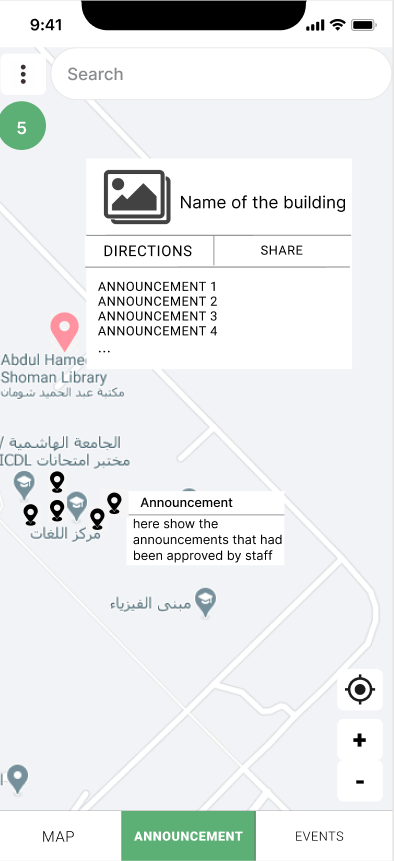 9:41
Search
5
Name of the building
DIRECTIONS
SHARE
ANNOUNCEMENT 1
ANNOUNCEMENT 2
ANNOUNCEMENT 3
ANNOUNCEMENT 4
...
Abdul Hame
Shoman Library
مكتبة عبد الحميد شومان
الجامعة الهاشمية /
مختبر امتحانات ICDL
Announcement
here show the
announcements that had
been approved by staff
مركز اللغات
مبنى الفيزياء
+
-
MAP
ANNOUNCEMENT
EVENTS